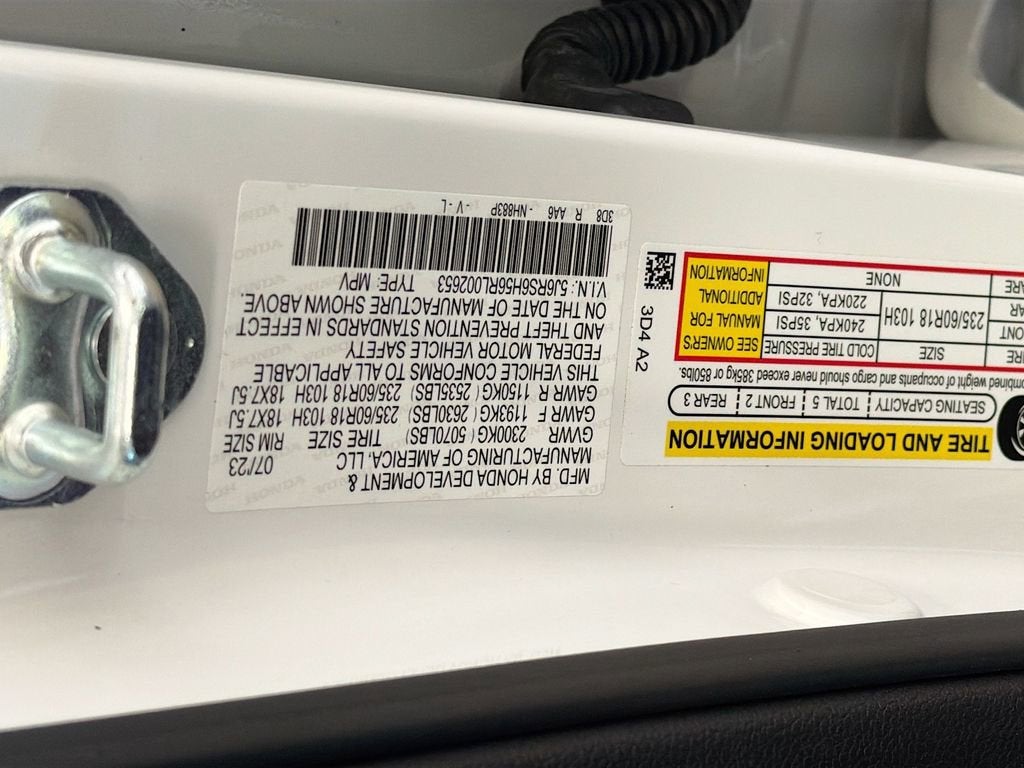 MFD. BY HONDA DEVELOPMENT &
MANUFACTURING OF AMERICA, LLC 07/23
GVWR 2300KG ( 5070LBS) TIRE SIZE RIM SIZE
GAWR F 1193KG ( 2630LBS) 235/60R18 103H 18X7.5J
GAWR R 1150KG ( 2535LBS) 235/60R18 103H 18X7.5J
THIS VEHICLE CONFORMS TO ALL APPLICABLE
FEDERAL MOTOR VEHICLE SAFETY
AND THEFT PREVENTION STANDARDS IN EFFECT
ON THE DATE OF MANUFACTURE SHOWN ABOVE.
V.I.N.: 5J6RS6H56RL002653 TYPE: MPV
3D8 R AA6 - NH883P - V - L
TIRE AND LOADING INFORMATION
SEATING CAPACITY TOTAL 5 FRONT 2 REAR 3
weight of occupants and cargo should never exceed 385kg or 850lbs.
SIZE COLD TIRE PRESSURE
235/60R18 103H
240KPA, 35PSI
220KPA, 32PSI
NONE
SEE OWNER'S
MANUAL FOR
ADDITIONAL
INFORMATION
3D4 A2